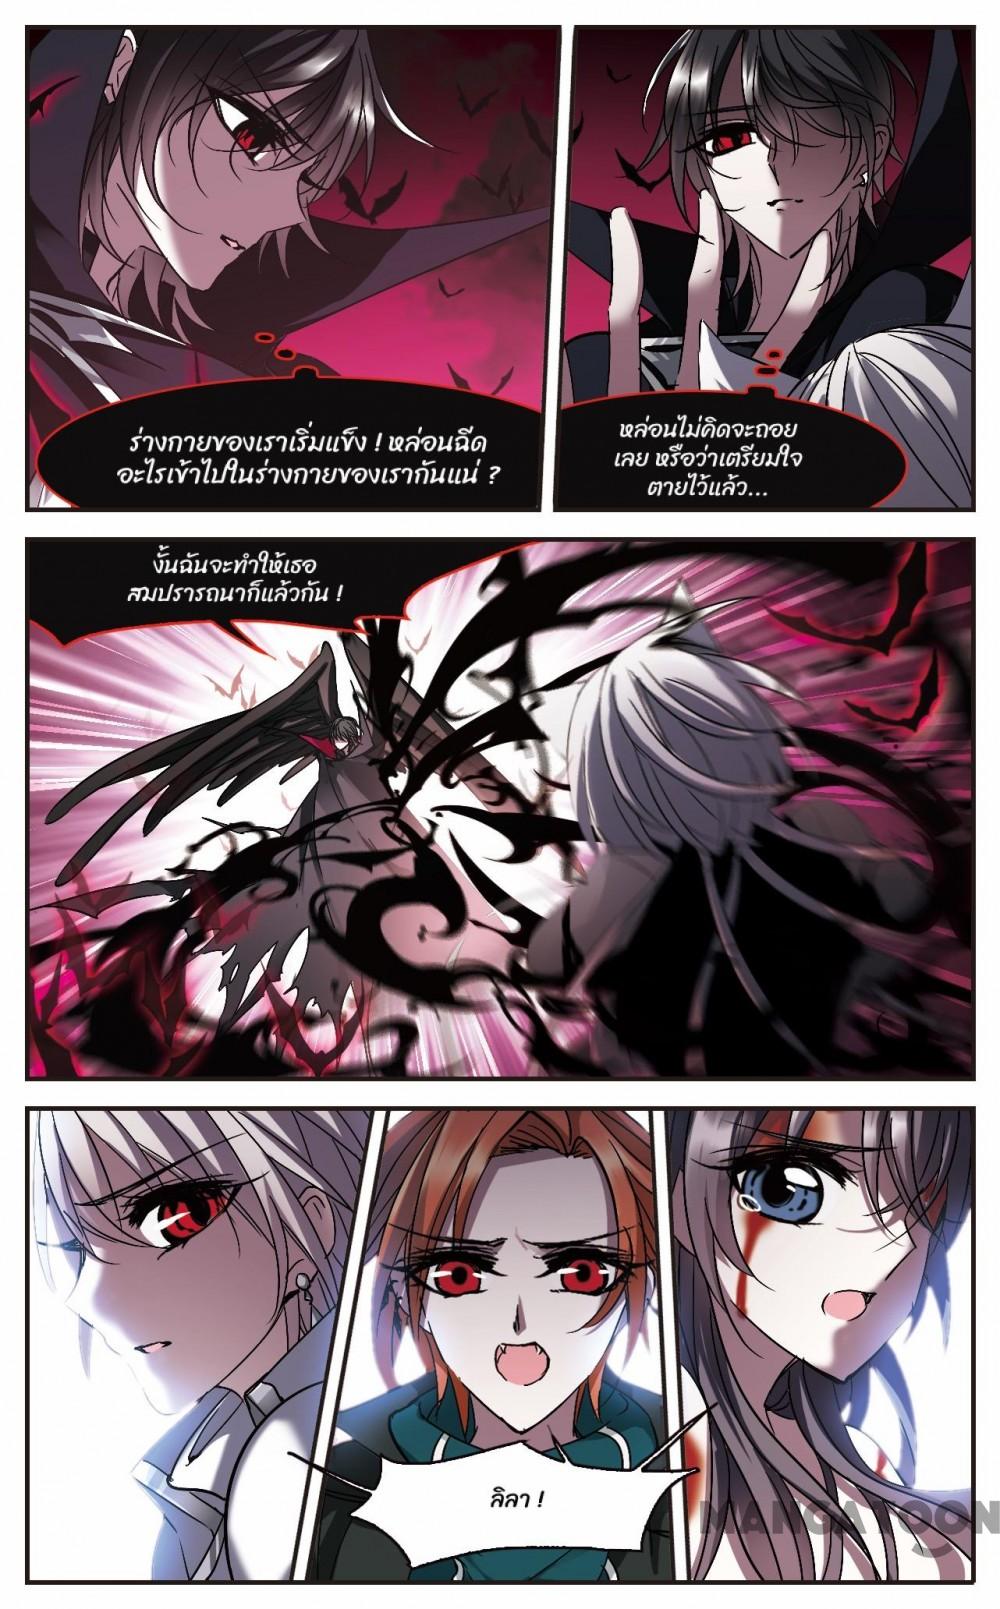 ร่างกายของเราเริ่มแข็ง ! หล่อนฉีด
อะไรเข้าไปในร่างกายของเรากันแน่ ?
หล่อนไม่คิดจะถอย
เลย หรือว่าเตรียมใจ
ตายไว้แล้ว...
งั้นฉันจะทำให้เธอ
สมปรารถนาก็แล้วกัน !
ลิลา !
MANGATOON